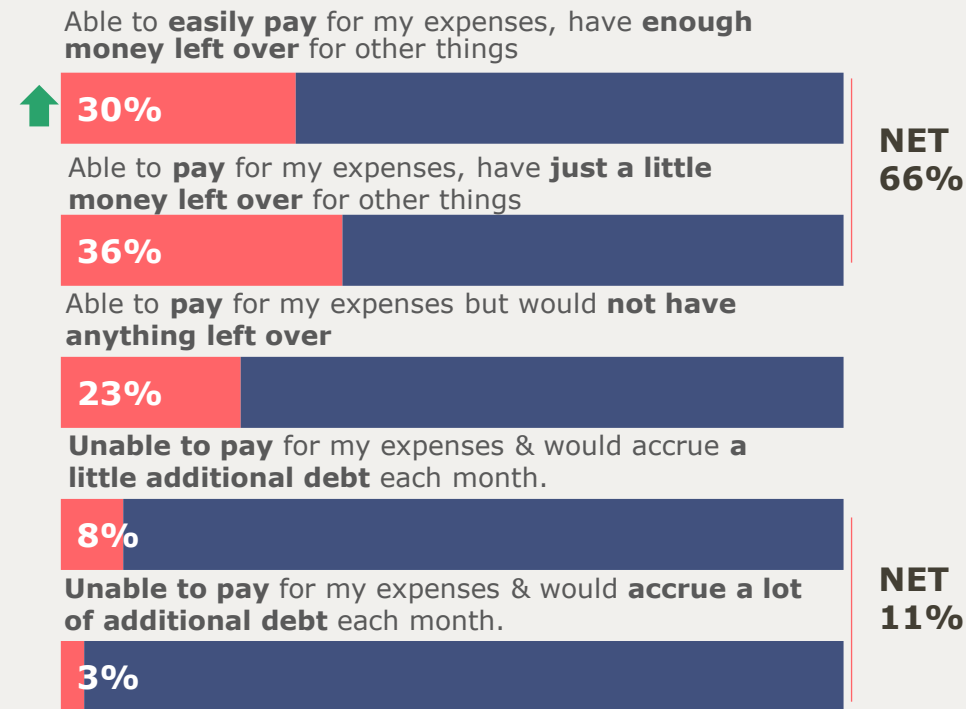 Able to easily pay for my expenses, have enough
money left over for other things
30%
Able to pay for my expenses, have just a little
money left over for other things
36%
NET
66%
Able to pay for my expenses but would not have
anything left over
23%
Unable to pay for my expenses & would accrue a
little additional debt each month.
8%
Unable to pay for my expenses & would accrue a lot
of additional debt each month.
3%
NET
11%